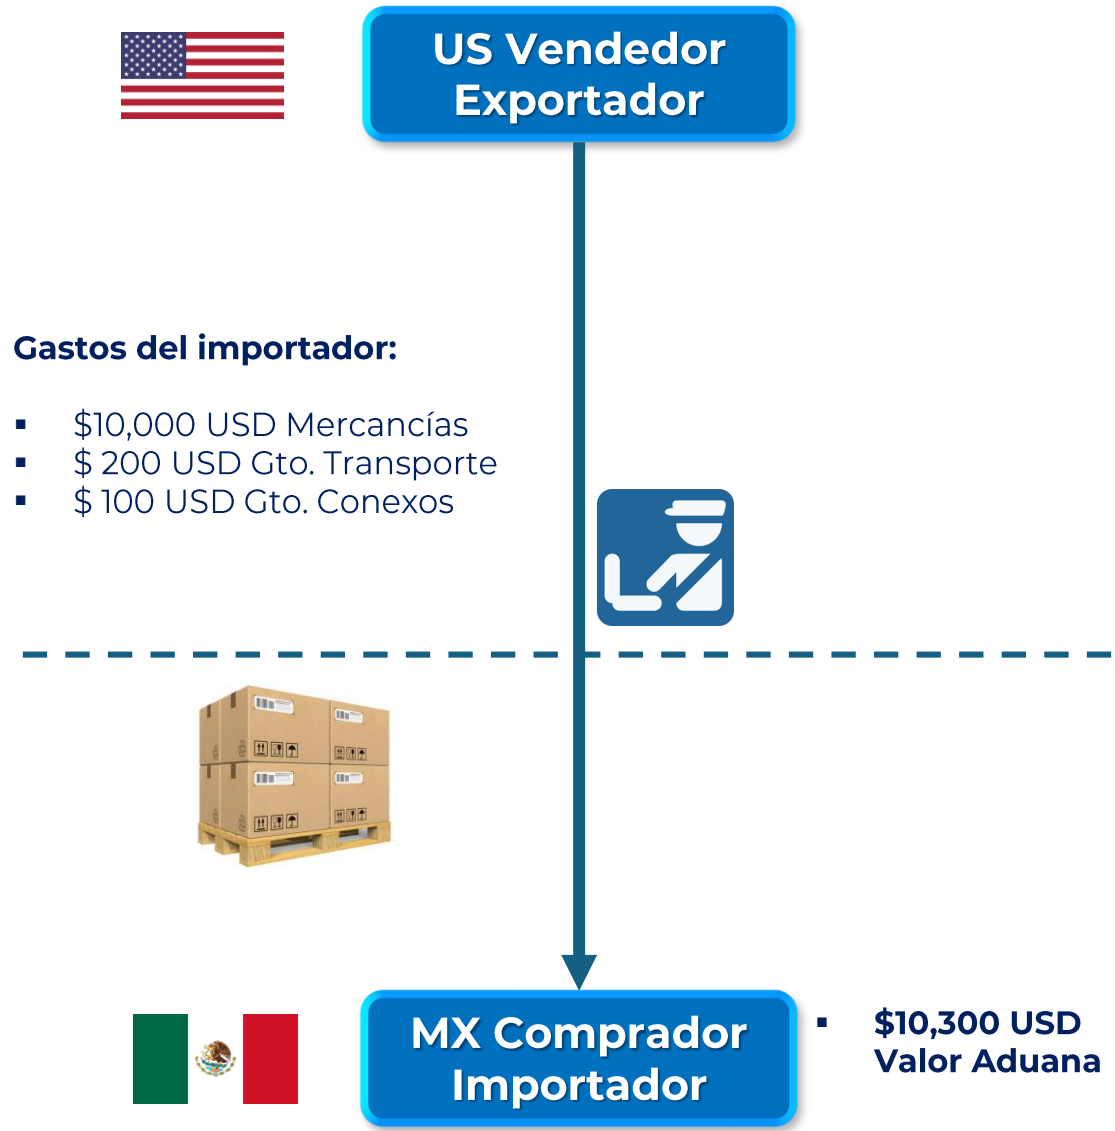 US Vendedor
Exportador
Gastos del importador:
▪ $10,000 USD Mercancías
▪ $ 200 USD Gto. Transporte
▪ $ 100 USD Gto. Conexos
MX Comprador
Importador
▪ $10,300 USD
Valor Aduana